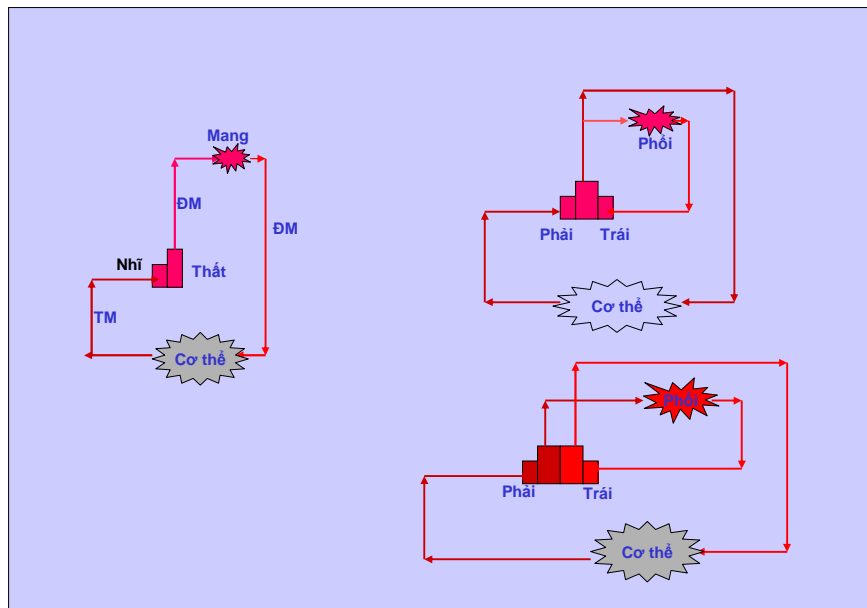 Mang
ĐM
ĐM
Nhĩ
Thất
TM
Cơ thể
Phổi
Phải
Trái
Cơ thể
Phổi
Phải
Trái
Cơ thể